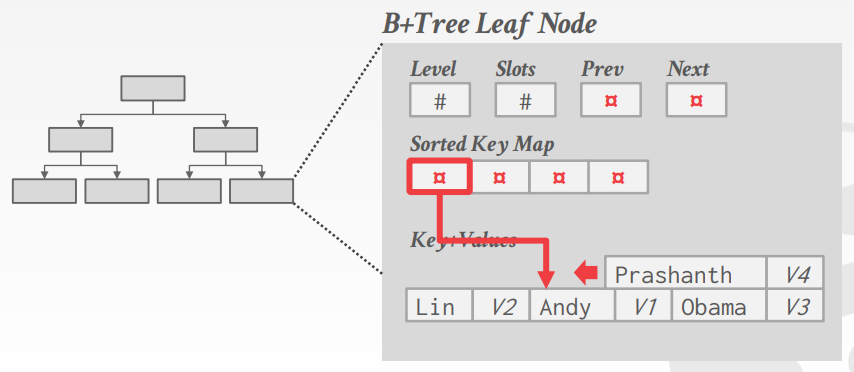 B+Tree Leaf Node
Level Slots Prev Next
# # ¤ ¤
Sorted Key Map
¤ ¤ ¤ ¤
Key+Values
Prashanth V4
Lin V2 Andy V1 Obama V3